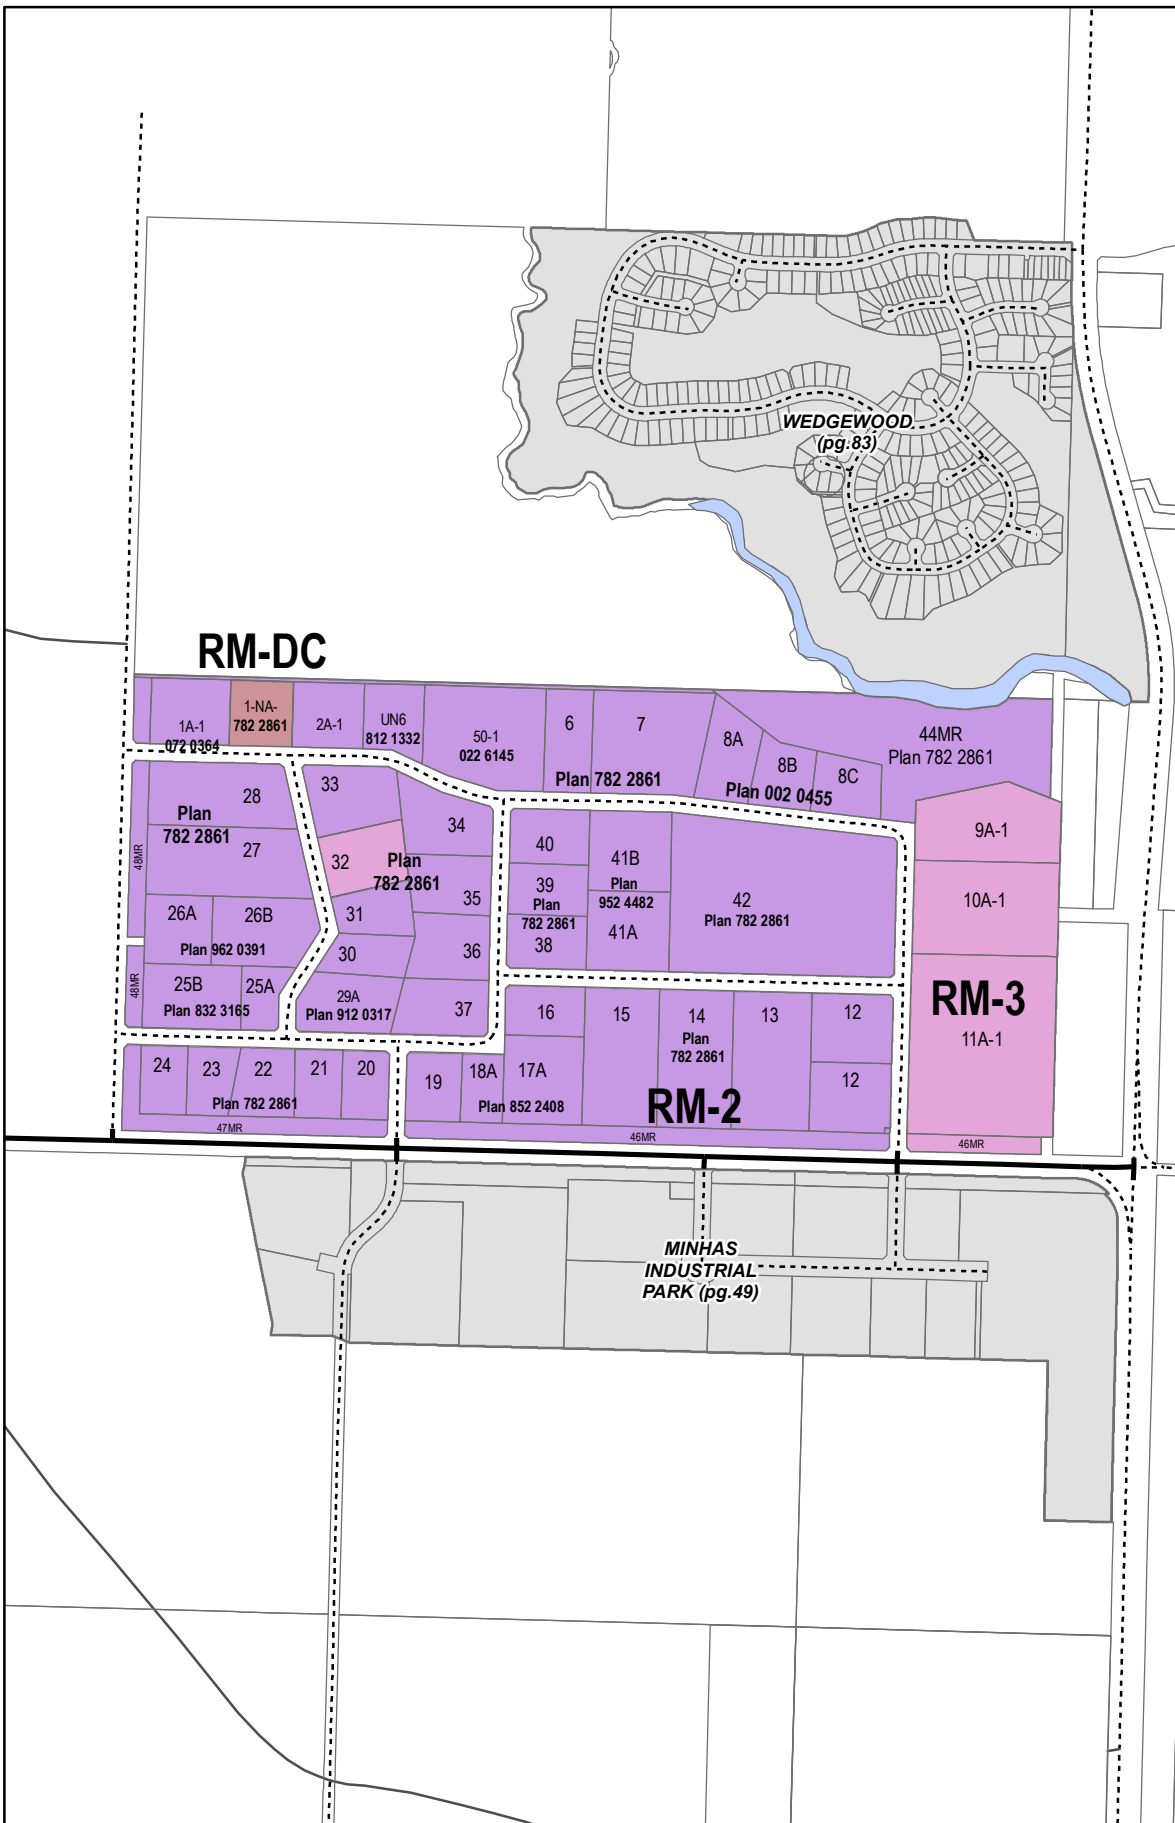 WEDGEWOOD
(pg.83)
RM-DC
1A-1
072 0364
1-NA-
782 2861
2A-1
UN6
812 1332
50-1
022 6145
6
7
Plan 782 2861
8A
8B
8C
Plan 002 0455
44MR
Plan 782 2861
28
Plan
782 2861
27
48MR
26A
26B
Plan 962 0391
48MR
25B
25A
Plan 832 3165
33
34
32
Plan
782 2861
35
31
30
36
29A
Plan 912 0317
37
40
41B
39
Plan
782 2861
38
Plan
952 4482
41A
42
Plan 782 2861
9A-1
10A-1
RM-3
11A-1
16
15
14
Plan
782 2861
13
12
12
17A
18A
19
Plan 852 2408
RM-2
24
23
22
21
20
Plan 782 2861
47MR
46MR
46MR
MINHAS
INDUSTRIAL
PARK (pg.49)